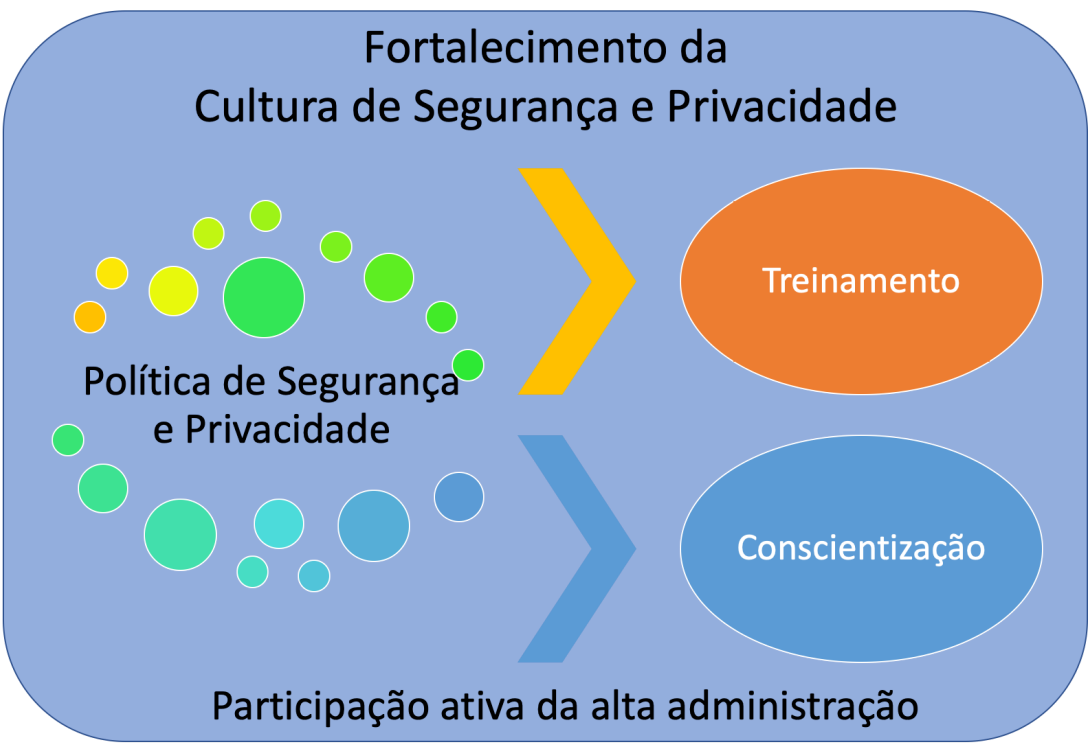 Fortalecimento da
Cultura de Segurança e Privacidade
Política de Segurança
e Privacidade
Treinamento
Conscientização
Participação ativa da alta administração